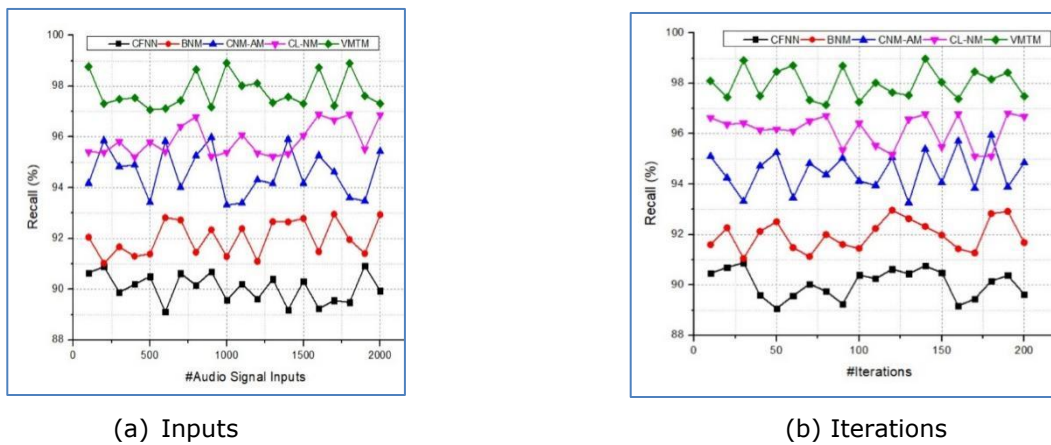 100
CFNN BNM CNM-AM CL-NM VMTM
98
96
94
92
90
88
Recall (%)
0 500 1000 1500 2000
#Audio Signal Inputs
(a) Inputs
100
CFNN BNM CNM-AM CL-NM VMTM
98
96
94
92
90
88
Recall (%)
0 50 100 150 200
#Iterations
(b) Iterations